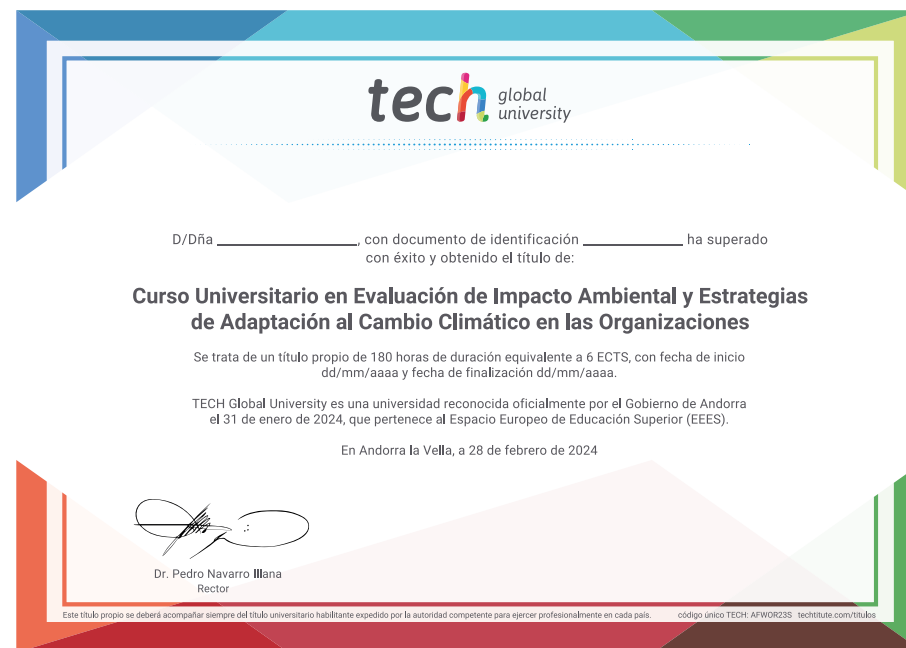 tech global university
D/Dña ____________________, con documento de identificación ______________ ha superado
con éxito y obtenido el título de:
Curso Universitario en Evaluación de Impacto Ambiental y Estrategias
de Adaptación al Cambio Climático en las Organizaciones
Se trata de un título propio de 180 horas de duración equivalente a 6 ECTS, con fecha de inicio
dd/mm/aaaa y fecha de finalización dd/mm/aaaa.
TECH Global University es una universidad reconocida oficialmente por el Gobierno de Andorra
el 31 de enero de 2024, que pertenece al Espacio Europeo de Educación Superior (EEES).
En Andorra la Vella, a 28 de febrero de 2024
Dr. Pedro Navarro Illana
Rector
Este título propio se deberá acompañar siempre del título universitario habilitante expedido por la autoridad competente para ejercer profesionalmente en cada país. código único TECH: AFWOR23S techtitute.com/titulos